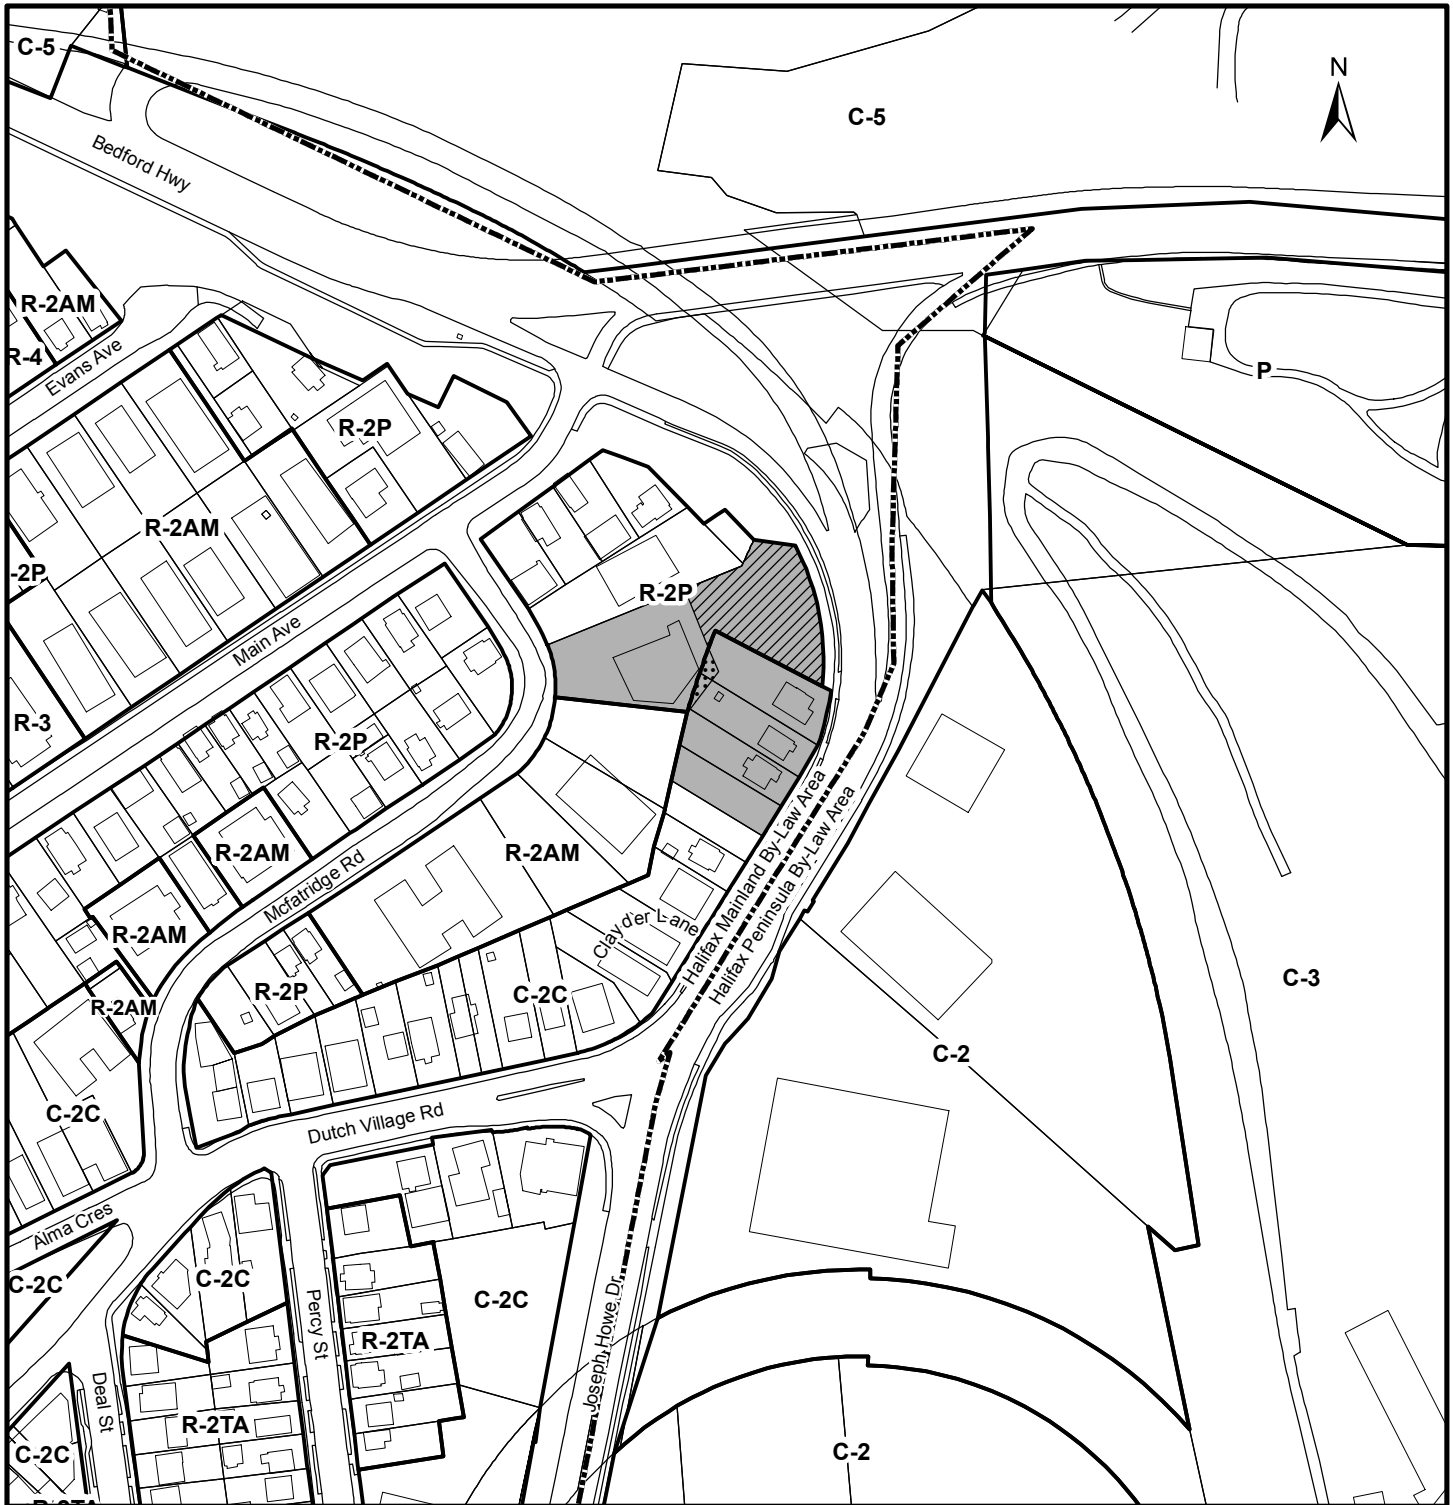 C-5
N
C-5
Bedford Hwy
R-2AM
R-4
Evans Ave
P
R-2P
R-2AM
-2P
R-2P
Main Ave
R-3
R-2P
Halifax Mainland By-Law Area
Halifax Peninsula By-Law Area
R-2AM
R-2AM
Mcfatridge Rd
Clayd'er Lane
R-2AM
C-3
R-2P
C-2C
R-2AM
C-2
C-2C
Dutch Village Rd
Alma Cres
C-2C
C-2C
C-2C
Percy St
Joseph Howe Dr
R-2TA
Deal St
R-2TA
C-2C
C-2
R-2TA